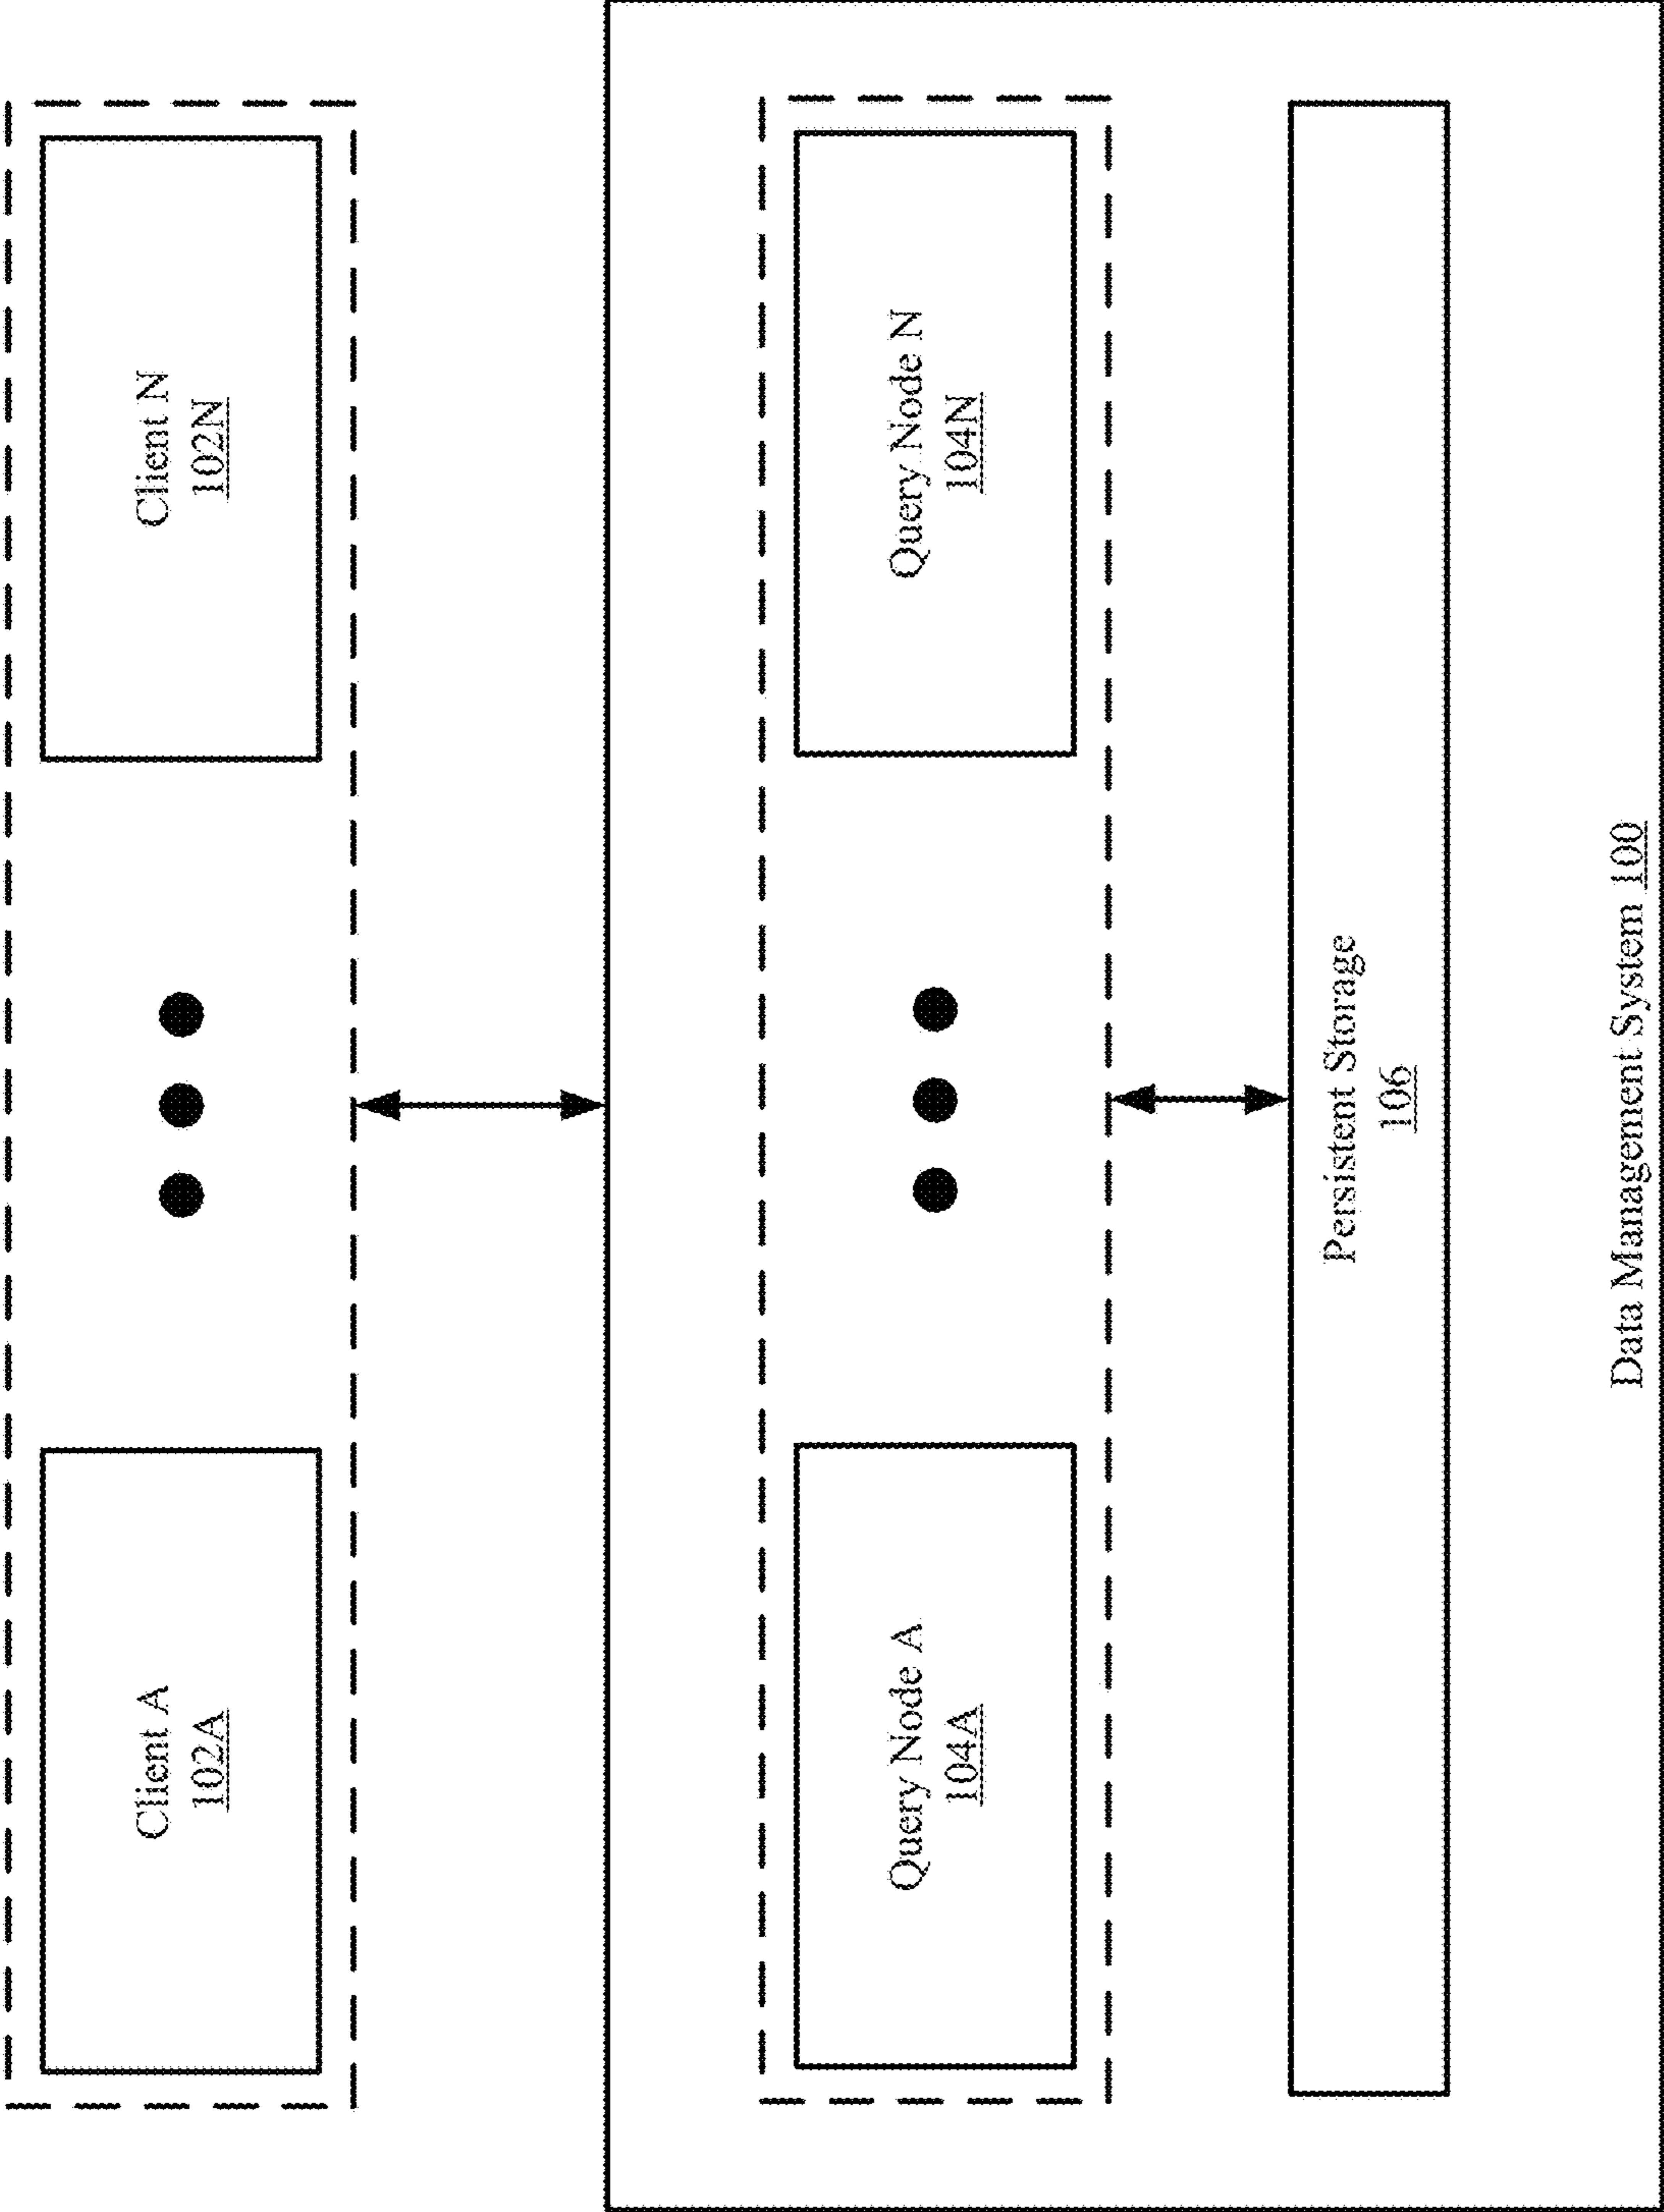 Client A
102A
Client N
102N
Query Node A
104A
Query Node N
104N
Persistent Storage
106
Data Management System 100